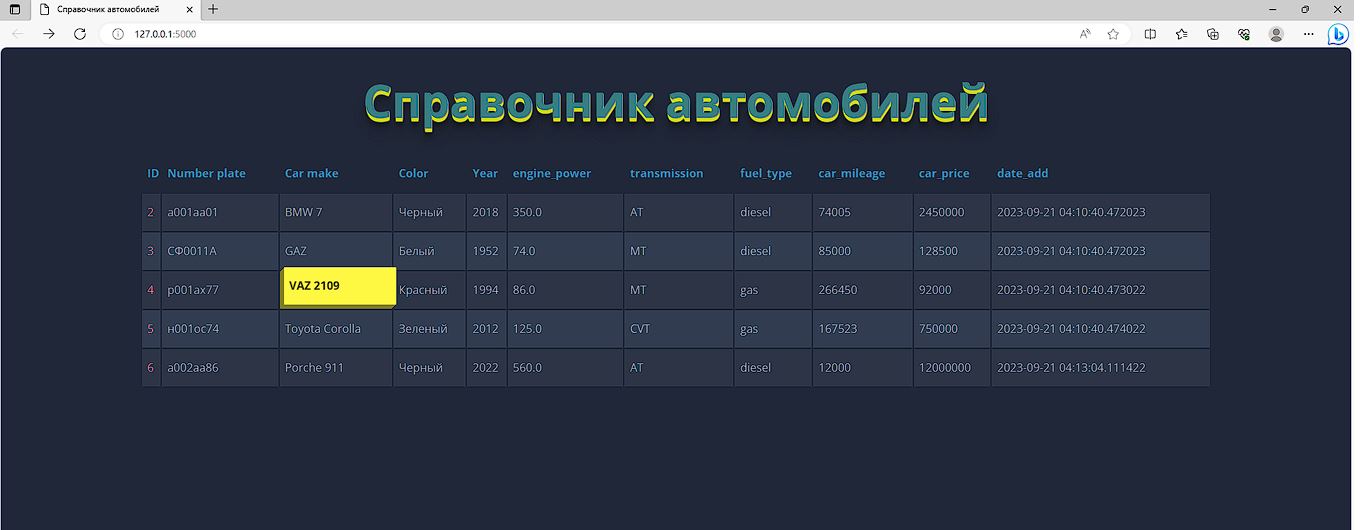 Справочник автомобилей
127.0.0.1:5000
Справочник автомобилей
ID Number plate Car make Color Year engine_power transmission fuel_type car_mileage car_price date_add
2 a001aa01 BMW 7 Черный 2018 350.0 AT diesel 74005 2450000 2023-09-21 04:10:40.472023
3 СФ0011А GAZ Белый 1952 74.0 MT diesel 85000 128500 2023-09-21 04:10:40.472023
4 р001ах77 VAZ 2109 Красный 1994 86.0 MT gas 266450 92000 2023-09-21 04:10:40.473022
5 н001ос74 Toyota Corolla Зеленый 2012 125.0 CVT gas 167523 750000 2023-09-21 04:10:40.474022
6 a002aa86 Porche 911 Черный 2022 560.0 AT diesel 12000 12000000 2023-09-21 04:13:04.111422